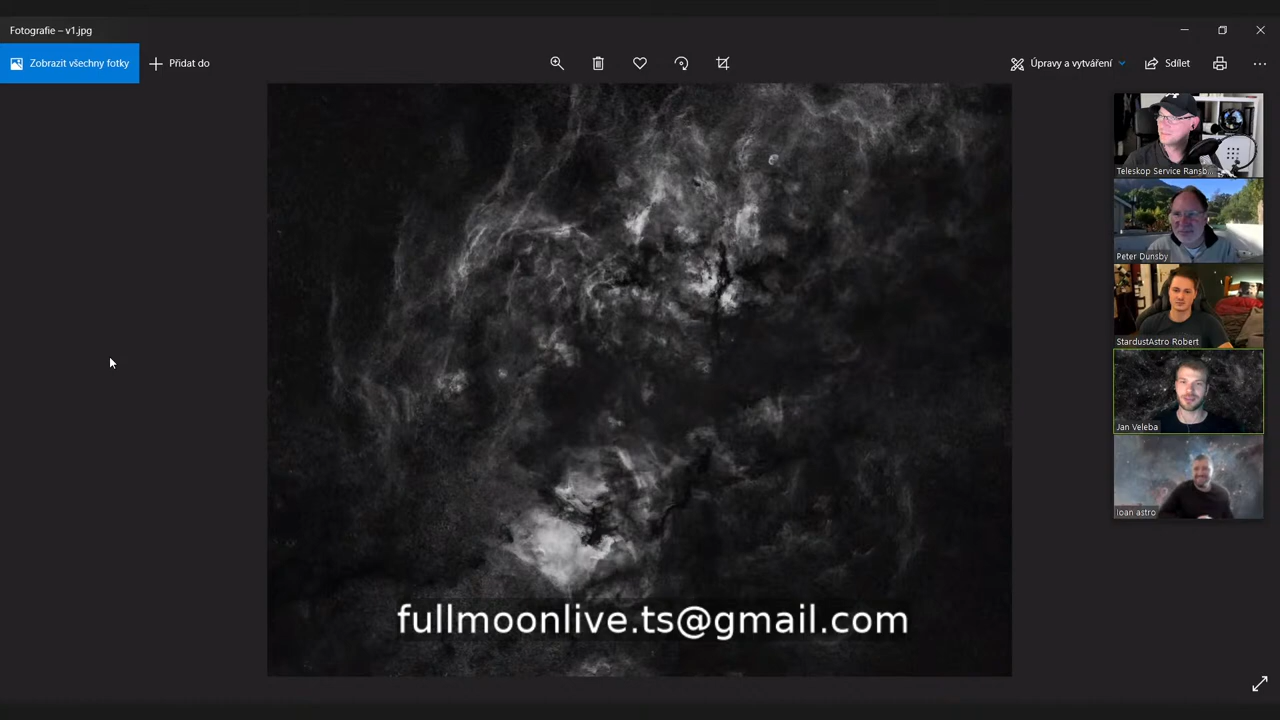 Fotografie – v1.jpg
Zobrazit všechny fotky
Přidat do
Úpravy a vytváření
Sdílet
Teleskop Service Ransb...
Peter Dunsby
StardustAstro Robert
Jan Veleba
Ioan astro
fullmoonlive.ts@gmail.com